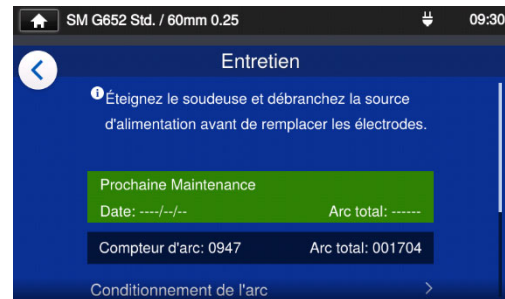 SM G652 Std. / 60mm 0.25 09:30
Entretien
Éteignez le soudeuse et débranchez la source
d'alimentation avant de remplacer les électrodes.
Prochaine Maintenance
Date: ----/--/-- Arc total: ------
Compteur d'arc: 0947 Arc total: 001704
Conditionnement de l'arc